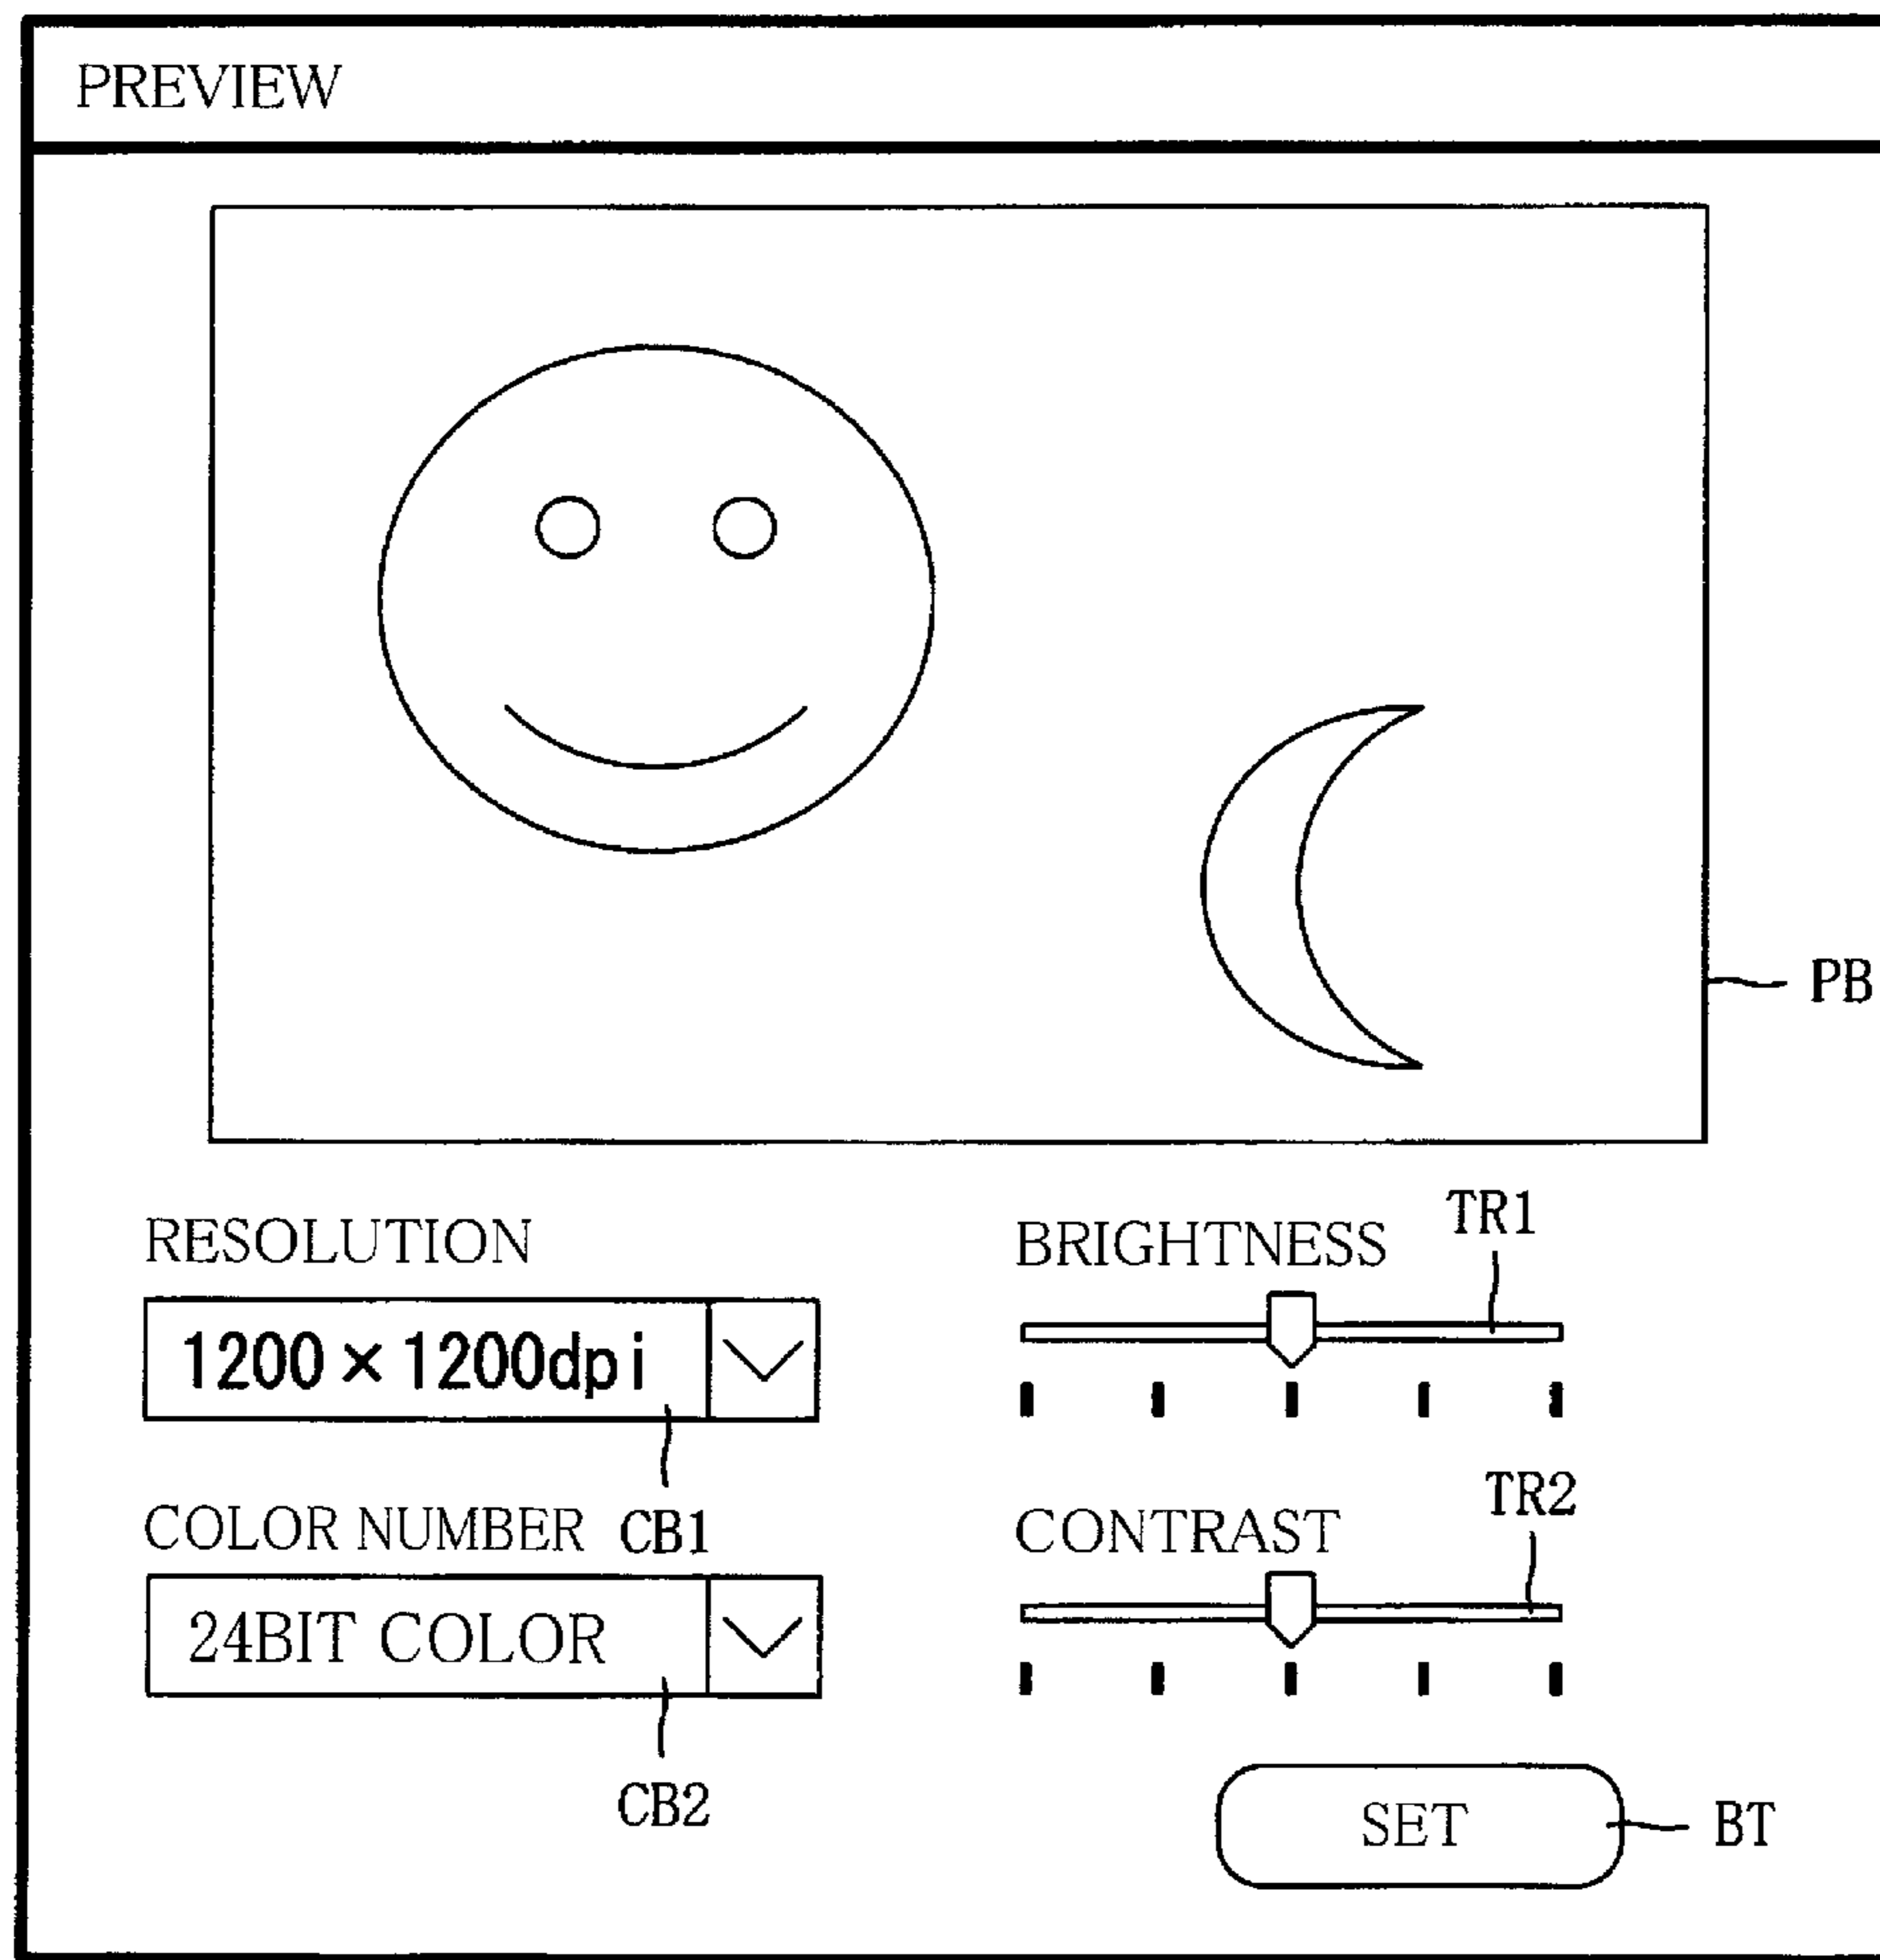 PREVIEW
PB
RESOLUTION
1200×1200dpi
CB1
COLOR NUMBER
24BIT COLOR
CB2
BRIGHTNESS
TR1
CONTRAST
TR2
SET
BT